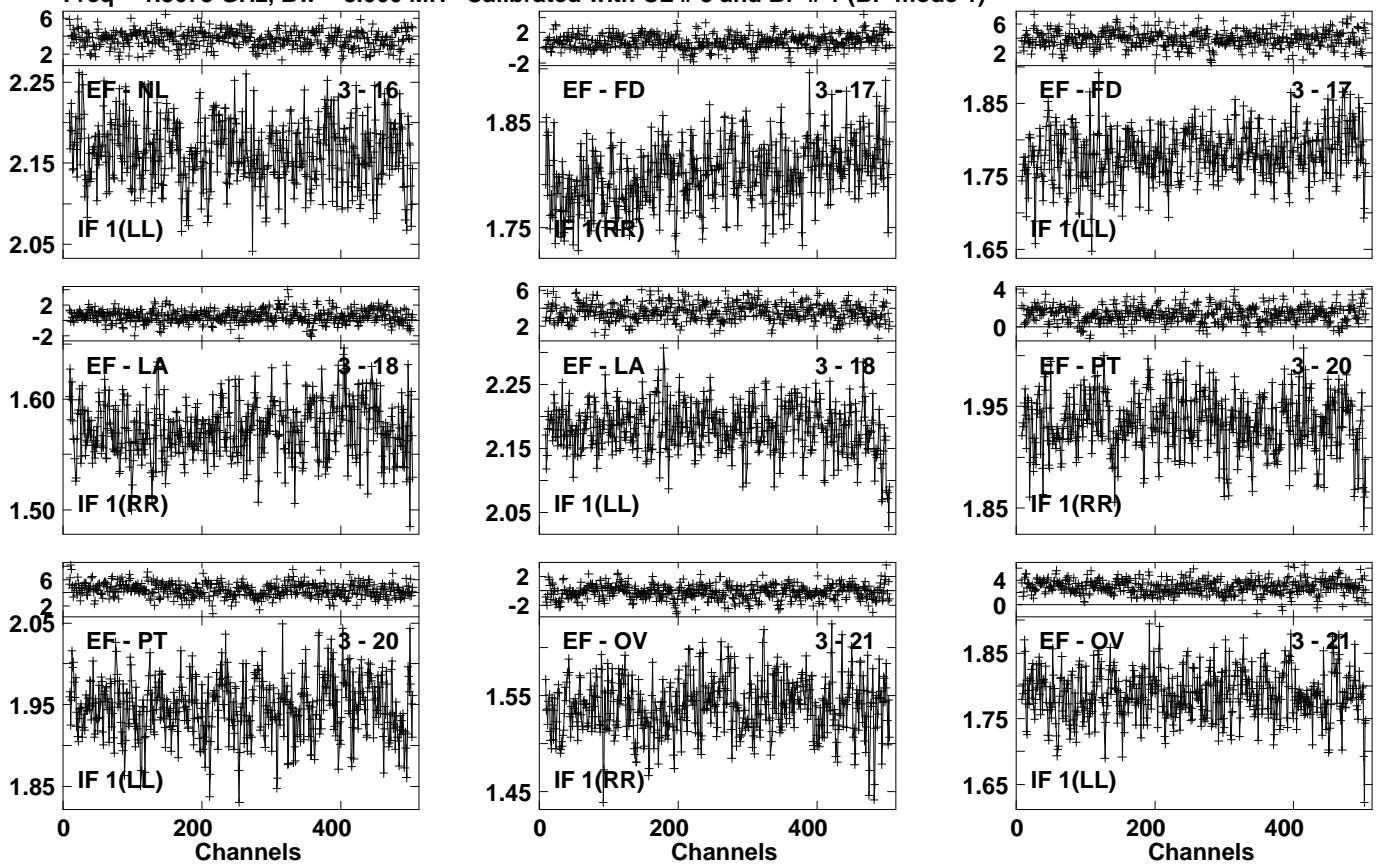 6
2
2.25
2.15
2.05
EF - NL 3 - 16
IF 1(LL)
2
-2
1.85
1.75
EF - FD 3 - 17
IF 1(RR)
6
2
1.85
1.75
1.65
EF - FD 3 - 17
IF 1(LL)
2
-2
1.60
1.50
EF - LA 3 - 18
IF 1(RR)
6
2
2.25
2.15
2.05
EF - LA 3 - 18
IF 1(LL)
4
0
1.95
1.85
EF - PT 3 - 20
IF 1(RR)
6
2
2.05
1.95
1.85
EF - PT 3 - 20
IF 1(LL)
0 200 400
Channels
2
-2
1.55
1.45
EF - OV 3 - 21
IF 1(RR)
0 200 400
Channels
4
0
1.85
1.75
1.65
EF - OV 3 - 21
IF 1(LL)
0 200 400
Channels